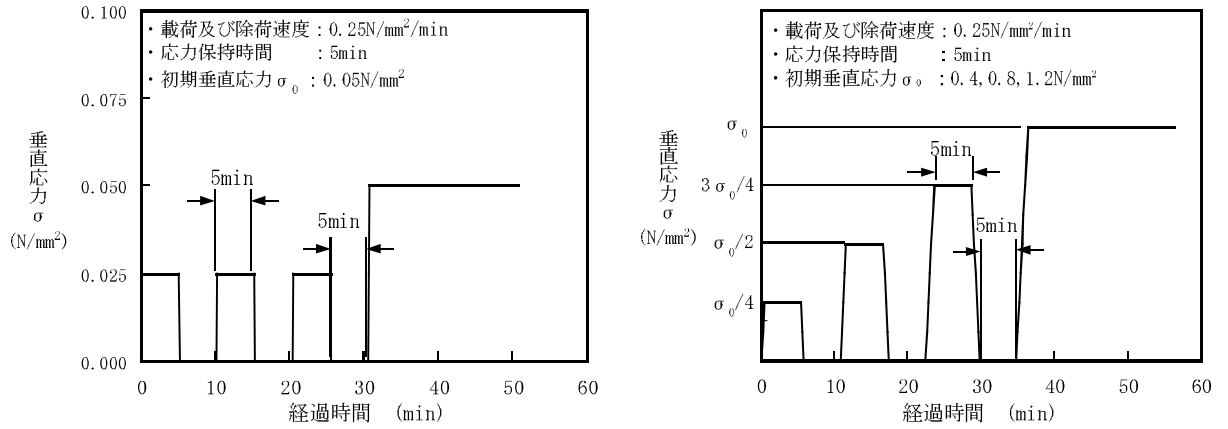 0.100
0.075
0.050
0.025
0.000
垂直応力σ
(N/mm²)
・載荷及び除荷速度：0.25N/mm²/min
・応力保持時間　　：5min
・初期垂直応力σ₀ ：0.05N/mm²
5min
5min
0 10 20 30 40 50 60
経過時間 (min)
垂直応力σ
(N/mm²)
σ₀
3σ₀/4
σ₀/2
σ₀/4
・載荷及び除荷速度：0.25N/mm²/min
・応力保持時間　　：5min
・初期垂直応力σ₀ ：0.4, 0.8, 1.2N/mm²
5min
5min
0 10 20 30 40 50 60
経過時間 (min)